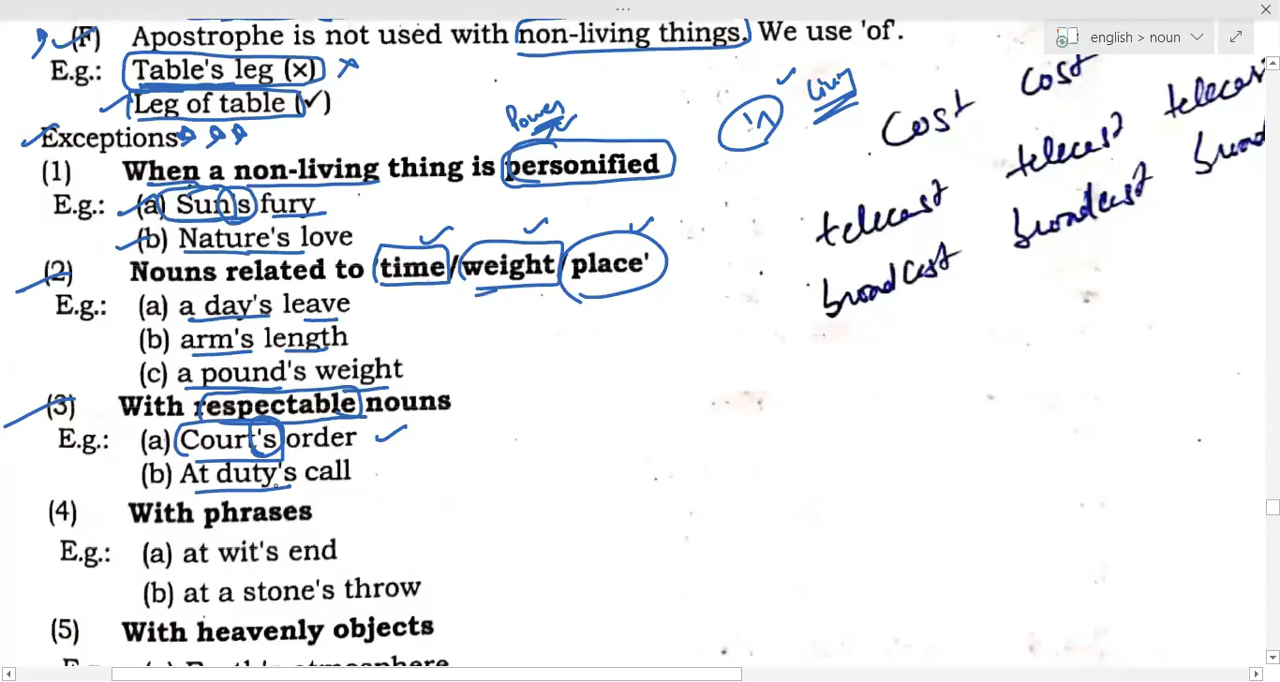 english > noun
(F) Apostrophe is not used with non-living things. We use 'of'.
E.g.: Table's leg (×)
Leg of table (✓)
Exceptions
Power
's
Living
(1) When a non-living thing is personified
E.g.: (a) Sun's fury
(b) Nature's love
(2) Nouns related to time/weight/place'
E.g.: (a) a day's leave
(b) arm's length
(c) a pound's weight
(3) With respectable nouns
E.g.: (a) Court's order
(b) At duty's call
(4) With phrases
E.g.: (a) at wit's end
(b) at a stone's throw
(5) With heavenly objects
Cost cost
telecast telecast telecas
broadcast broadcast broad